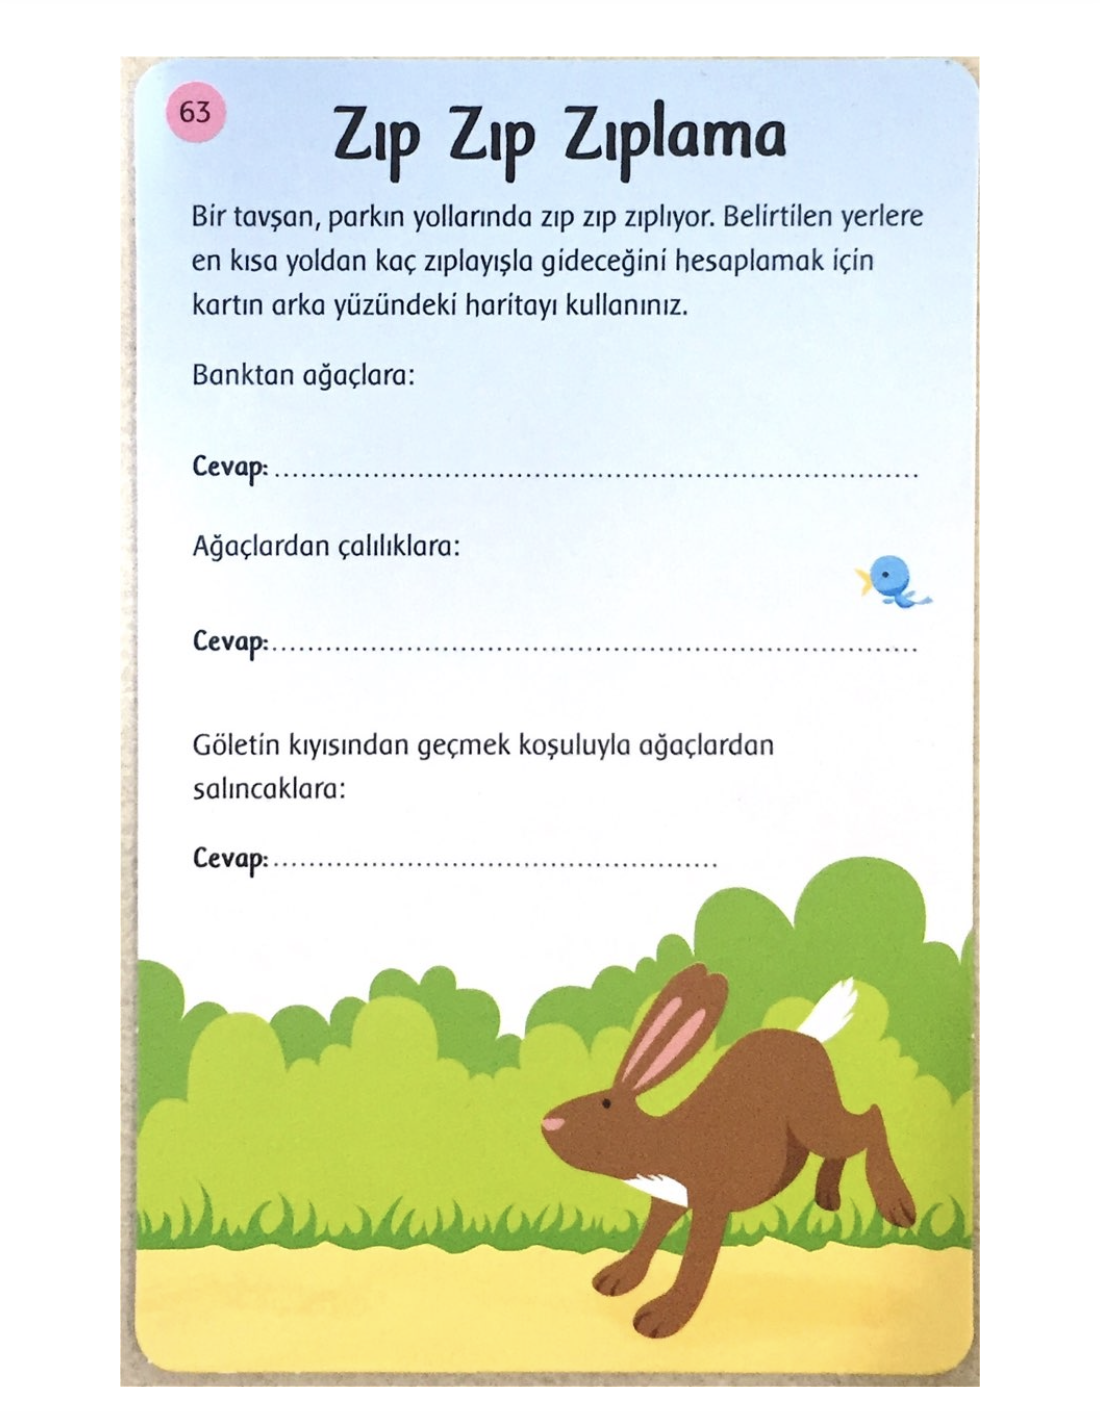 63
Zıp Zıp Zıplama
Bir tavşan, parkın yollarında zıp zıp zıplıyor. Belirtilen yerlere
en kısa yoldan kaç zıplayışla gideceğini hesaplamak için
kartın arka yüzündeki haritayı kullanınız.
Banktan ağaçlara:
Cevap:..........................................................................
Ağaçlardan çalılıklara:
Cevap:..........................................................................
Göletin kıyısından geçmek koşuluyla ağaçlardan
salıncaklara:
Cevap:...................................................